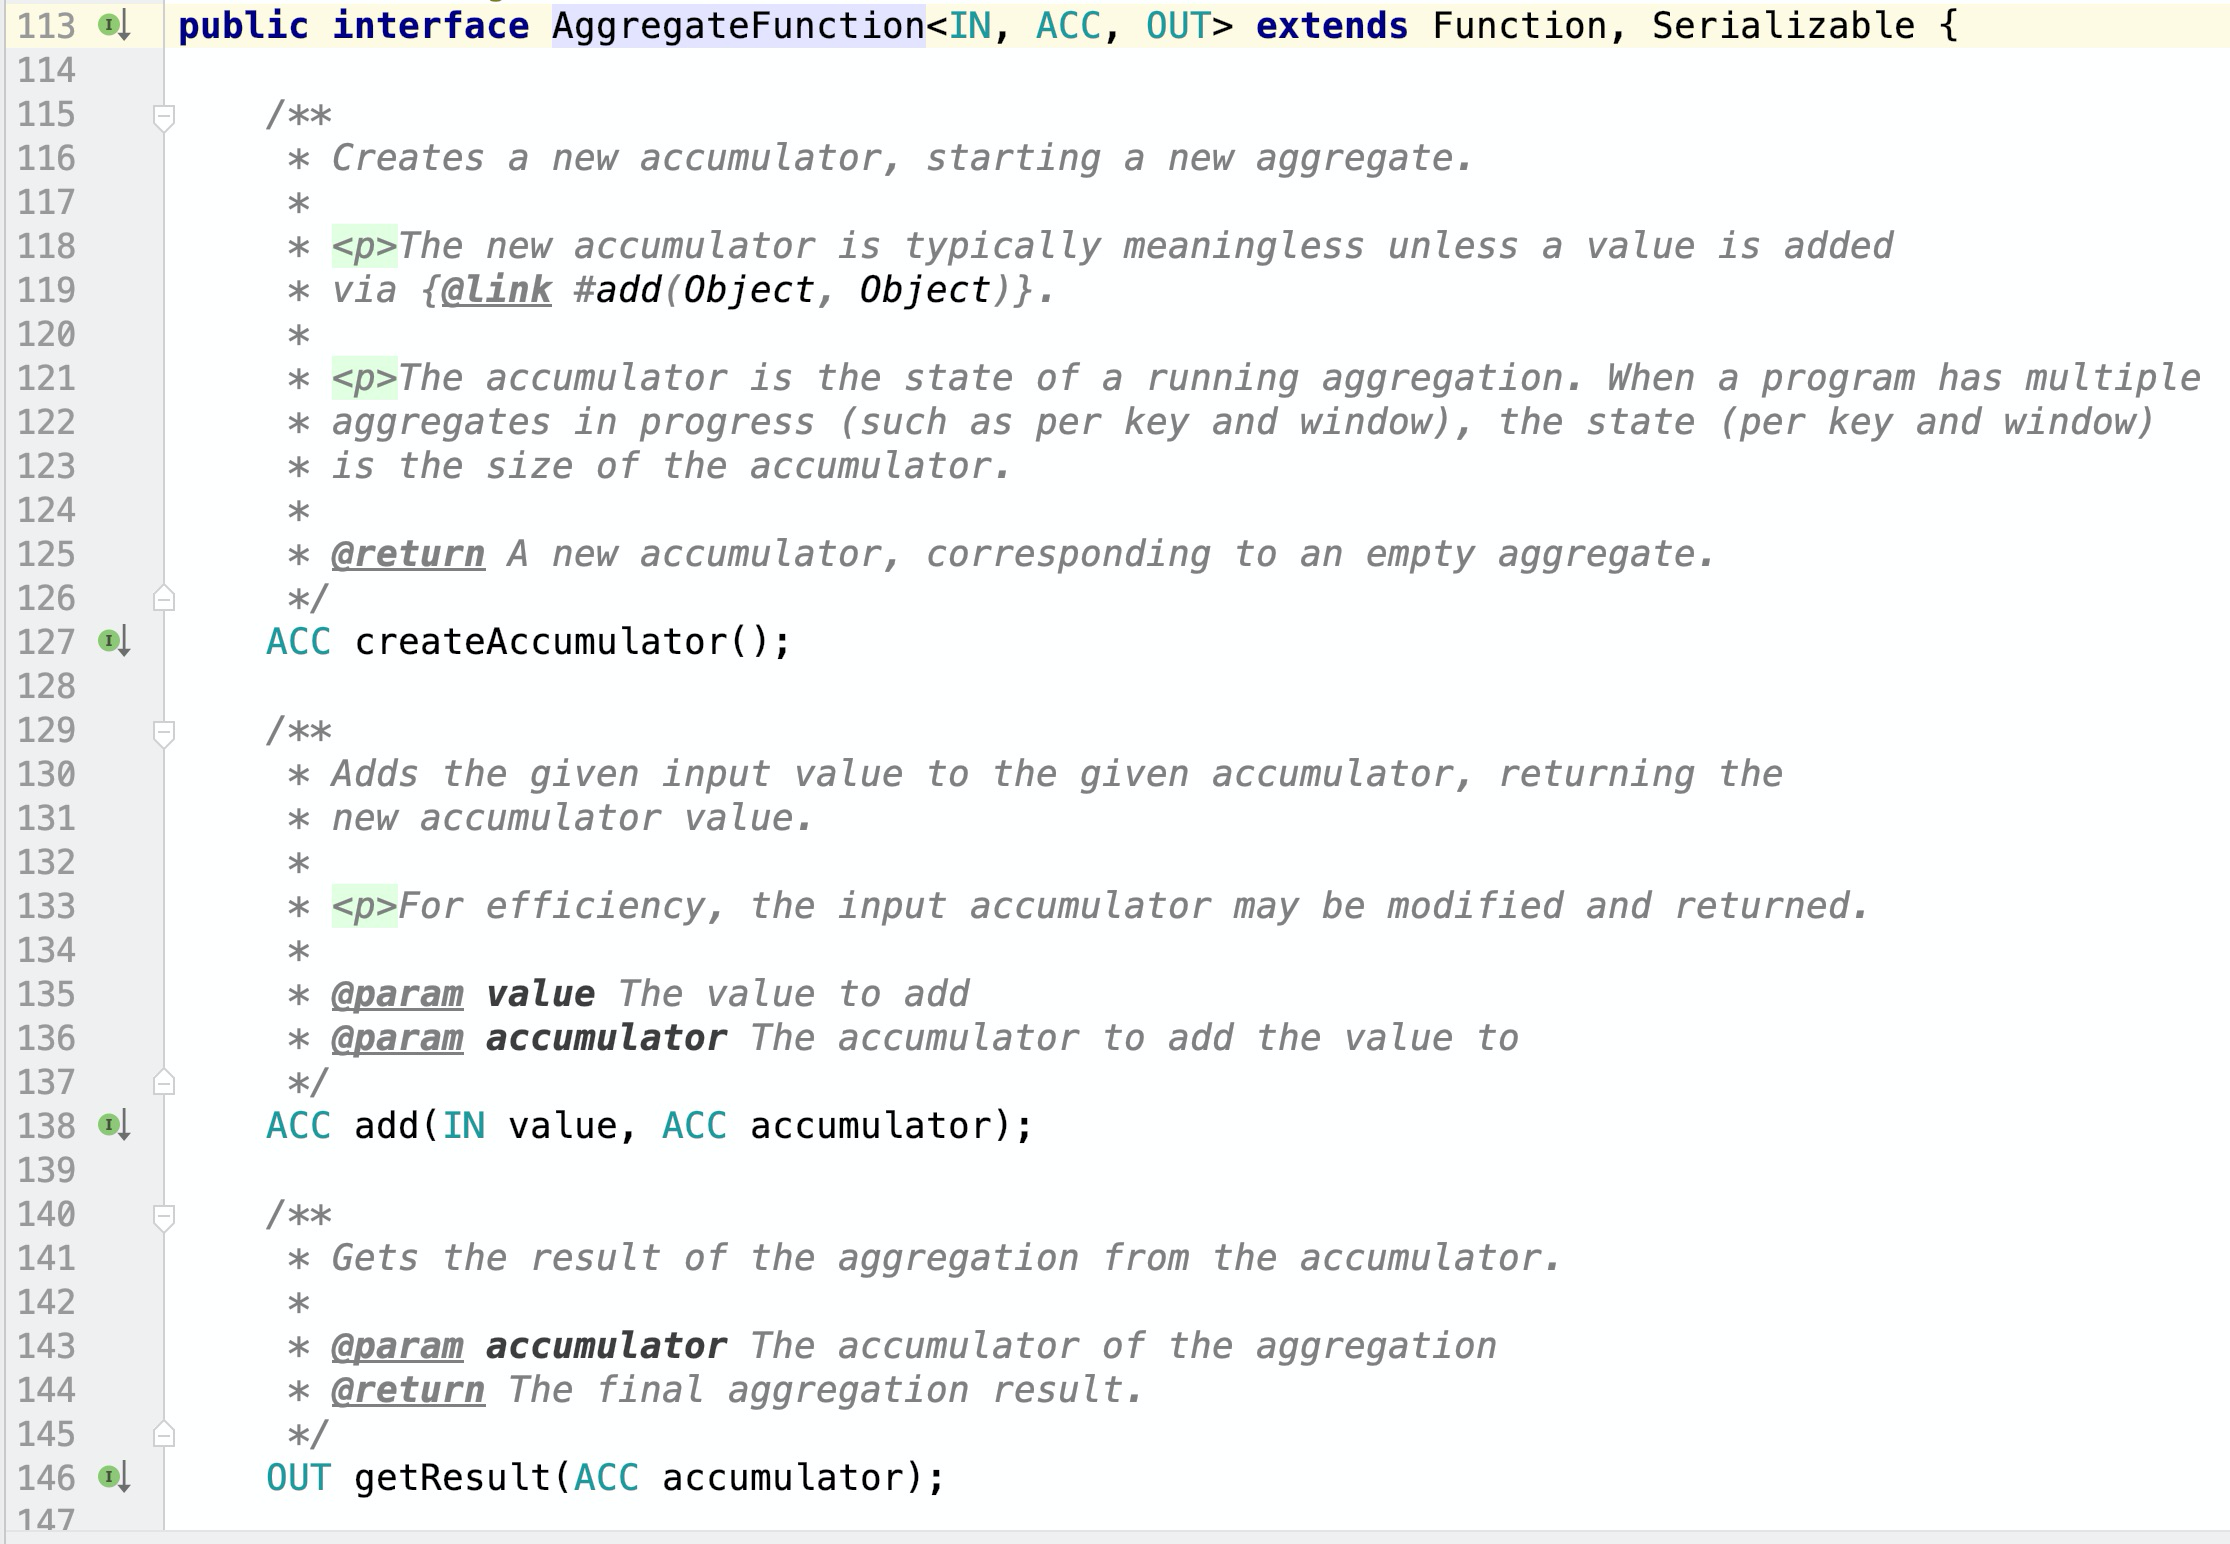 113 public interface AggregateFunction<IN, ACC, OUT> extends Function, Serializable {
114
115 /**
116 * Creates a new accumulator, starting a new aggregate.
117 *
118 * <p>The new accumulator is typically meaningless unless a value is added
119 * via {@link #add(Object, Object)}.
120 *
121 * <p>The accumulator is the state of a running aggregation. When a program has multiple
122 * aggregates in progress (such as per key and window), the state (per key and window)
123 * is the size of the accumulator.
124 *
125 * @return A new accumulator, corresponding to an empty aggregate.
126 */
127 ACC createAccumulator();
128
129 /**
130 * Adds the given input value to the given accumulator, returning the
131 * new accumulator value.
132 *
133 * <p>For efficiency, the input accumulator may be modified and returned.
134 *
135 * @param value The value to add
136 * @param accumulator The accumulator to add the value to
137 */
138 ACC add(IN value, ACC accumulator);
139
140 /**
141 * Gets the result of the aggregation from the accumulator.
142 *
143 * @param accumulator The accumulator of the aggregation
144 * @return The final aggregation result.
145 */
146 OUT getResult(ACC accumulator);
147